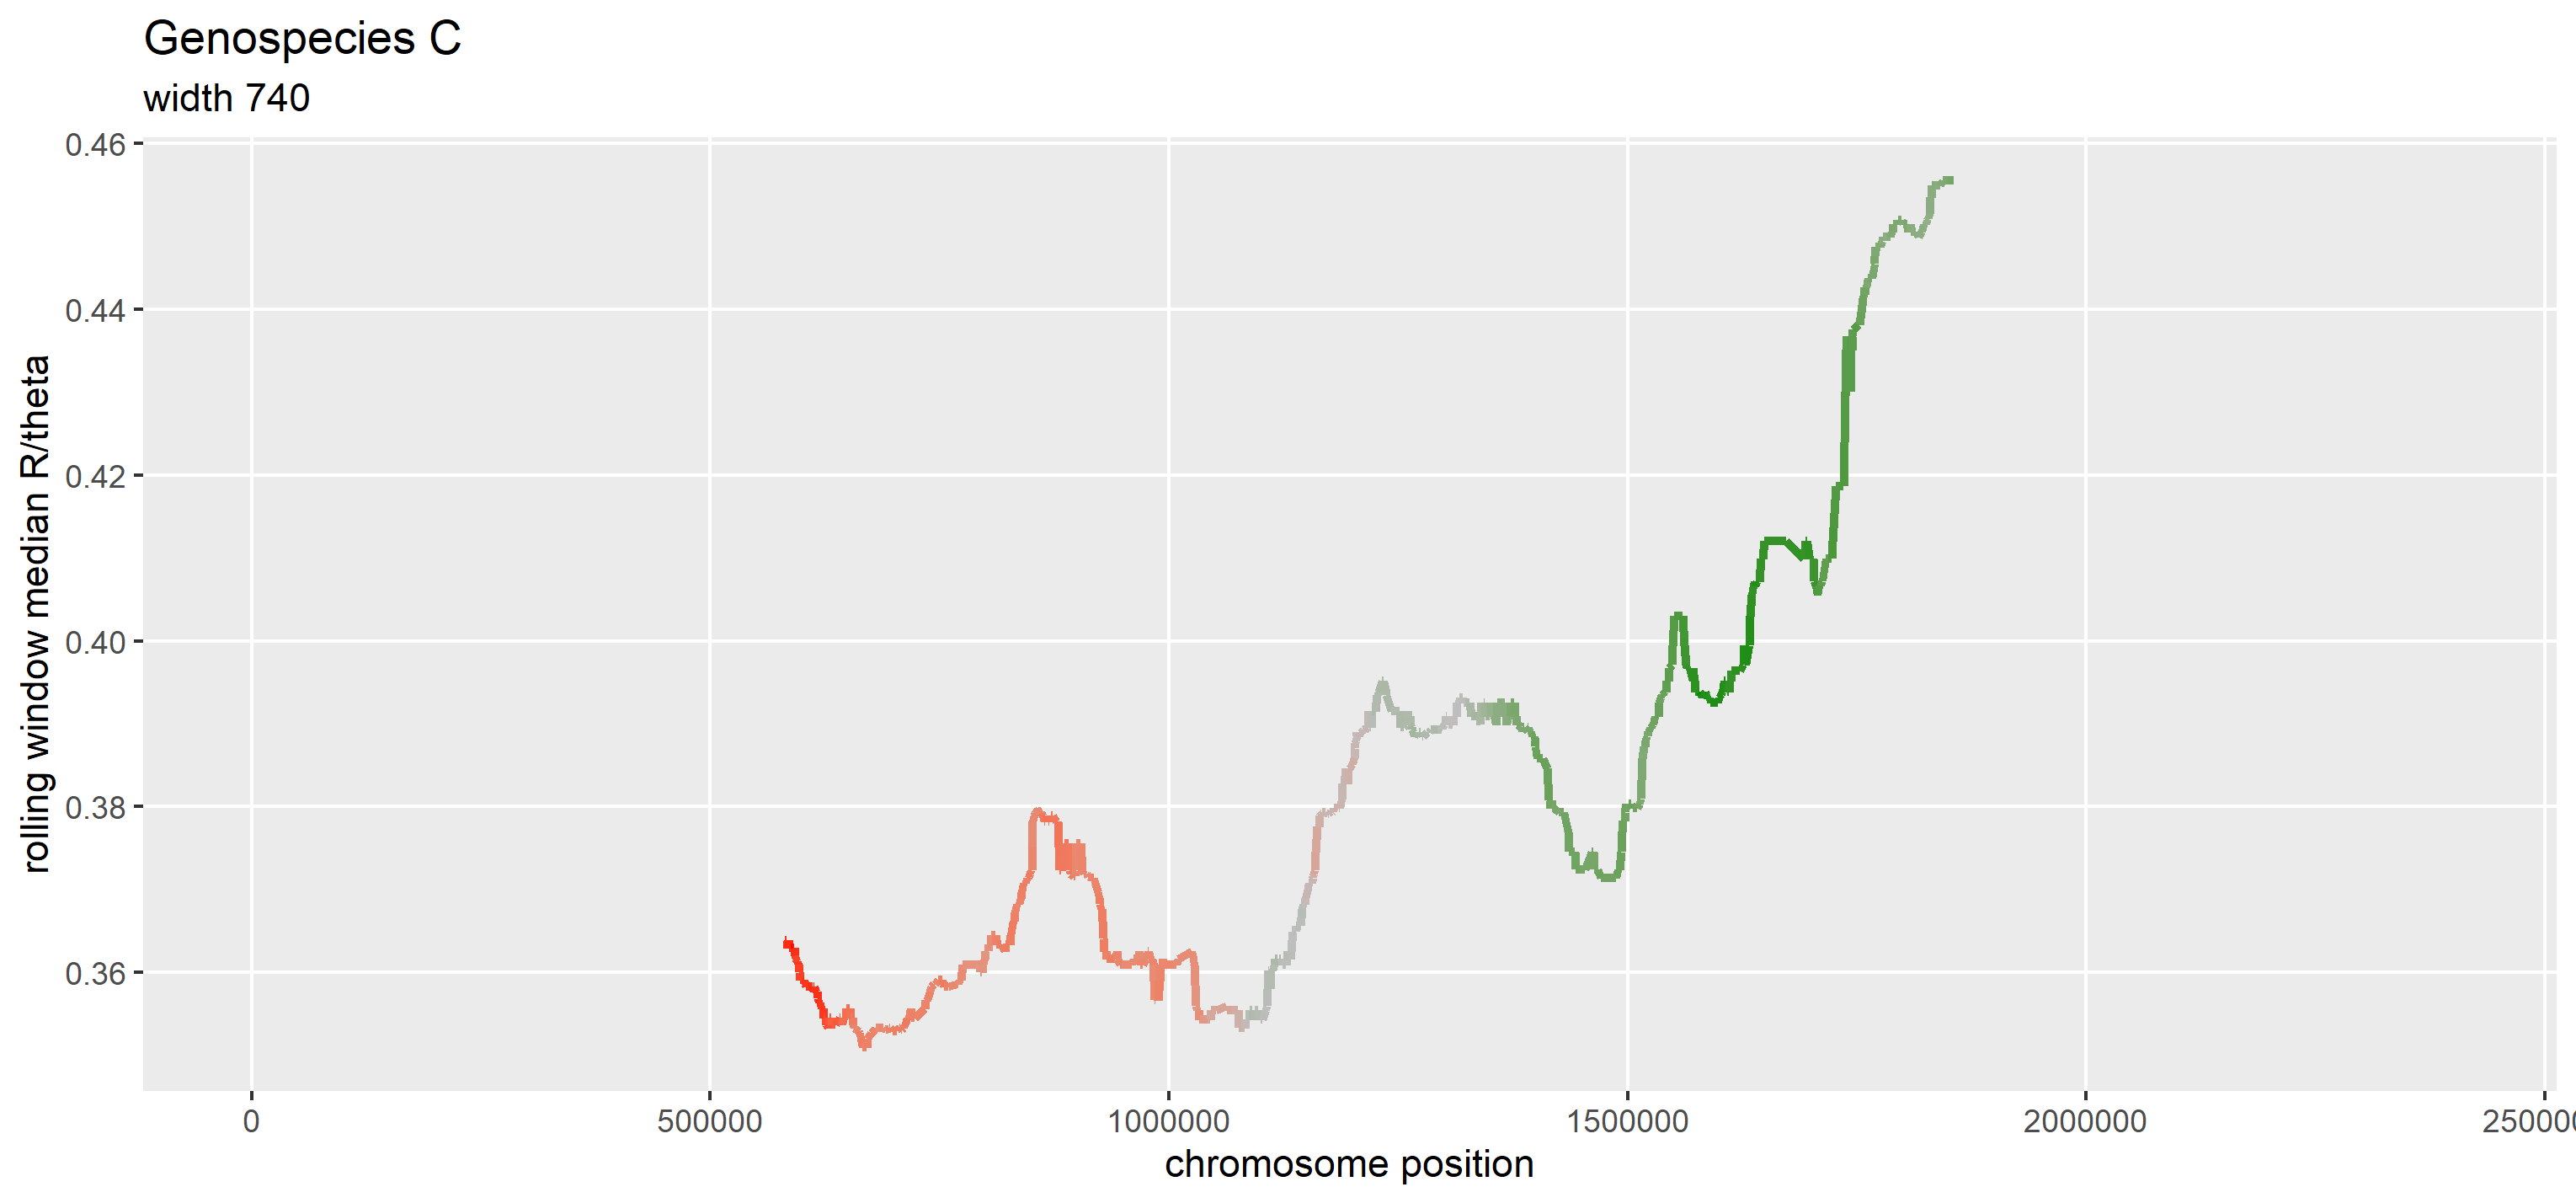 Genospecies C
width 740
rolling window median R/theta
0.46
0.44
0.42
0.40
0.38
0.36
0
500000
1000000
1500000
2000000
chromosome position